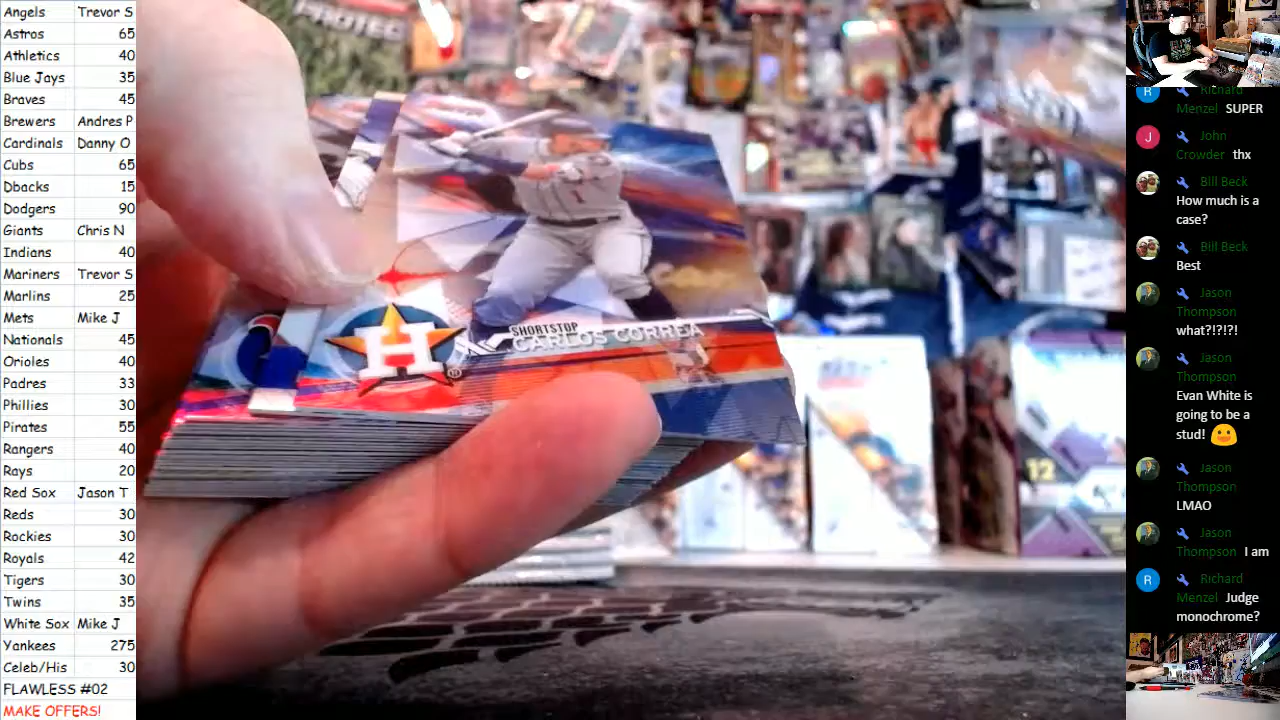 Angels Trevor S
Astros 65
Athletics 40
Blue Jays 35
Braves 45
Brewers Andres P
Cardinals Danny O
Cubs 65
Dbacks 15
Dodgers 90
Giants Chris N
Indians 40
Mariners Trevor S
Marlins 25
Mets Mike J
Nationals 45
Orioles 40
Padres 33
Phillies 30
Pirates 55
Rangers 40
Rays 20
Red Sox Jason T
Reds 30
Rockies 30
Royals 42
Tigers 30
Twins 35
White Sox Mike J
Yankees 275
Celeb/His 30
FLAWLESS #02
MAKE OFFERS!
H
SHORTSTOP
CARLOS CORREA
12
Richard
Menzel SUPER
John
Crowder thx
Bill Beck
How much is a
case?
Bill Beck
Best
Jason
Thompson
what?!?!?!
Jason
Thompson
Evan White is
going to be a
stud! 😃
Jason
Thompson
LMAO
Jason
Thompson I am
Richard
Menzel Judge
monochrome?